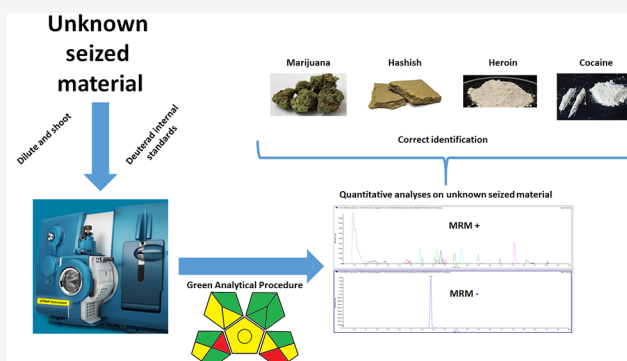 Unknown
seized
material
Dilute and shoot
Deuterad internal
standards
Marijuana
Hashish
Heroin
Cocaine
Correct identification
Quantitative analyses on unknown seized material
MRM +
MRM -
Green Analytical Procedure